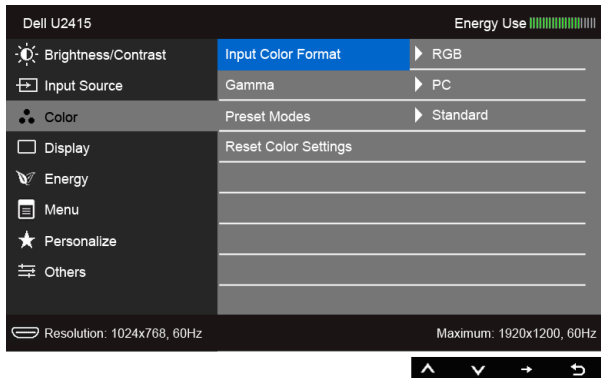 Dell U2415 Energy Use
Brightness/Contrast Input Color Format RGB
Input Source Gamma PC
Color Preset Modes Standard
Display Reset Color Settings
Energy
Menu
Personalize
Others
Resolution: 1024x768, 60Hz Maximum: 1920x1200, 60Hz